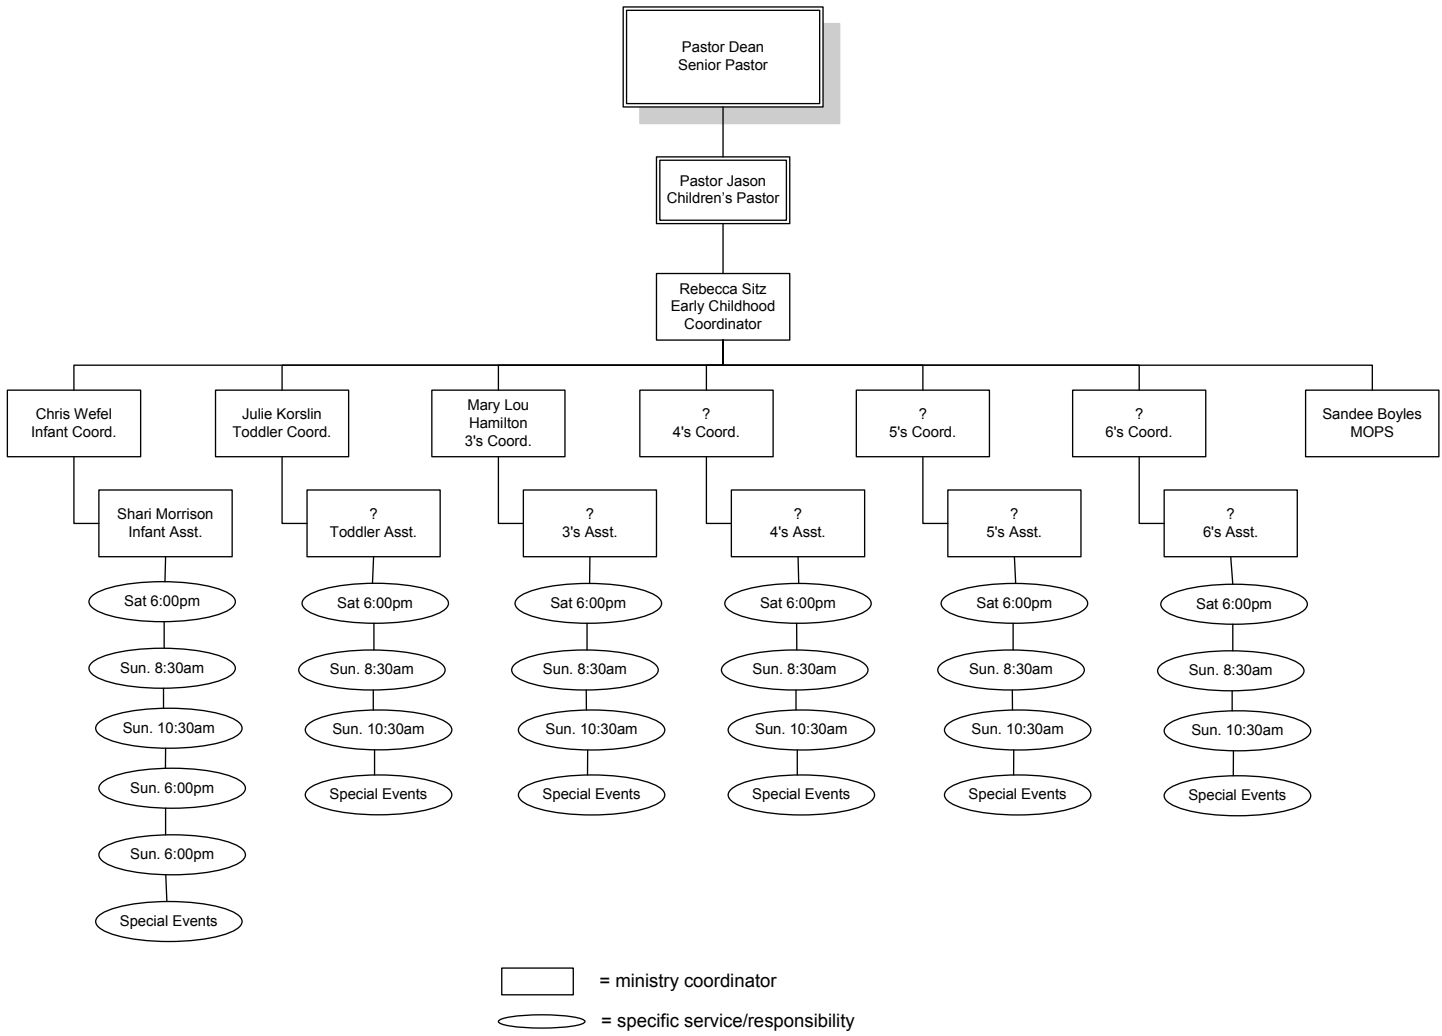 Pastor Dean
Senior Pastor
Pastor Jason
Children's Pastor
Rebecca Sitz
Early Childhood
Coordinator
Chris Wefel
Infant Coord.
Julie Korslin
Toddler Coord.
Mary Lou
Hamilton
3's Coord.
?
4's Coord.
?
5's Coord.
?
6's Coord.
Sandee Boyles
MOPS
Shari Morrison
Infant Asst.
?
Toddler Asst.
?
3's Asst.
?
4's Asst.
?
5's Asst.
?
6's Asst.
Sat 6:00pm
Sat 6:00pm
Sat 6:00pm
Sat 6:00pm
Sat 6:00pm
Sat 6:00pm
Sun. 8:30am
Sun. 8:30am
Sun. 8:30am
Sun. 8:30am
Sun. 8:30am
Sun. 8:30am
Sun. 10:30am
Sun. 10:30am
Sun. 10:30am
Sun. 10:30am
Sun. 10:30am
Sun. 10:30am
Sun. 6:00pm
Special Events
Special Events
Special Events
Special Events
Special Events
Sun. 6:00pm
Special Events
= ministry coordinator
= specific service/responsibility